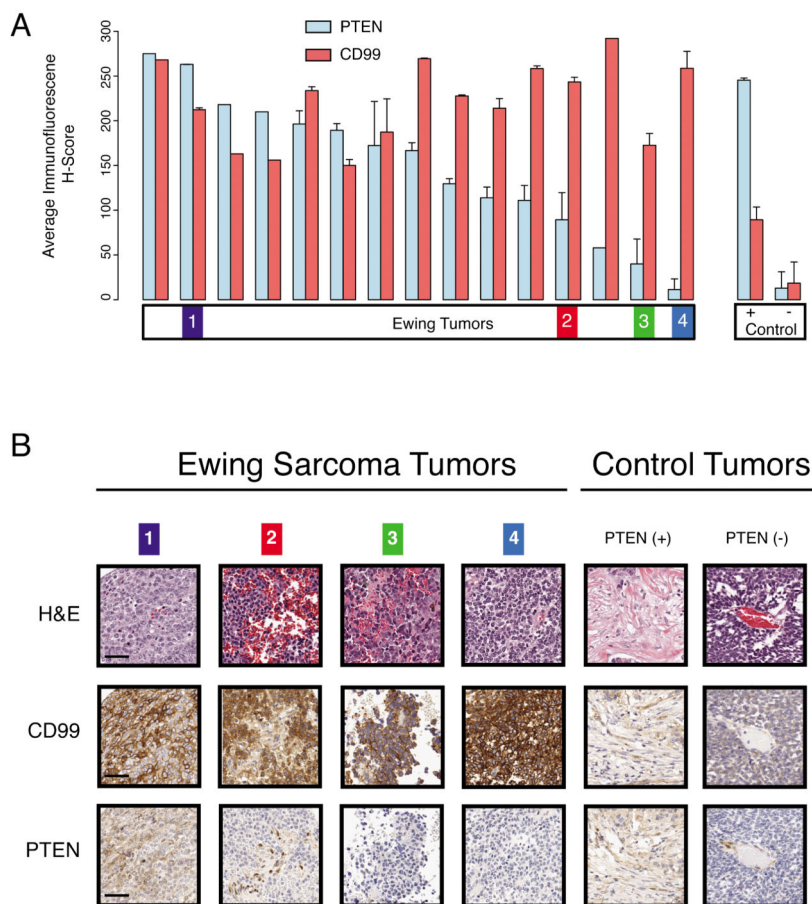 A
PTEN
CD99
Average Immunofluorescene
H-Score
300
250
200
150
100
50
0
1
Ewing Tumors
2
3
4
+ -
Control
B
Ewing Sarcoma Tumors
Control Tumors
1
2
3
4
PTEN (+)
PTEN (-)
H&E
CD99
PTEN